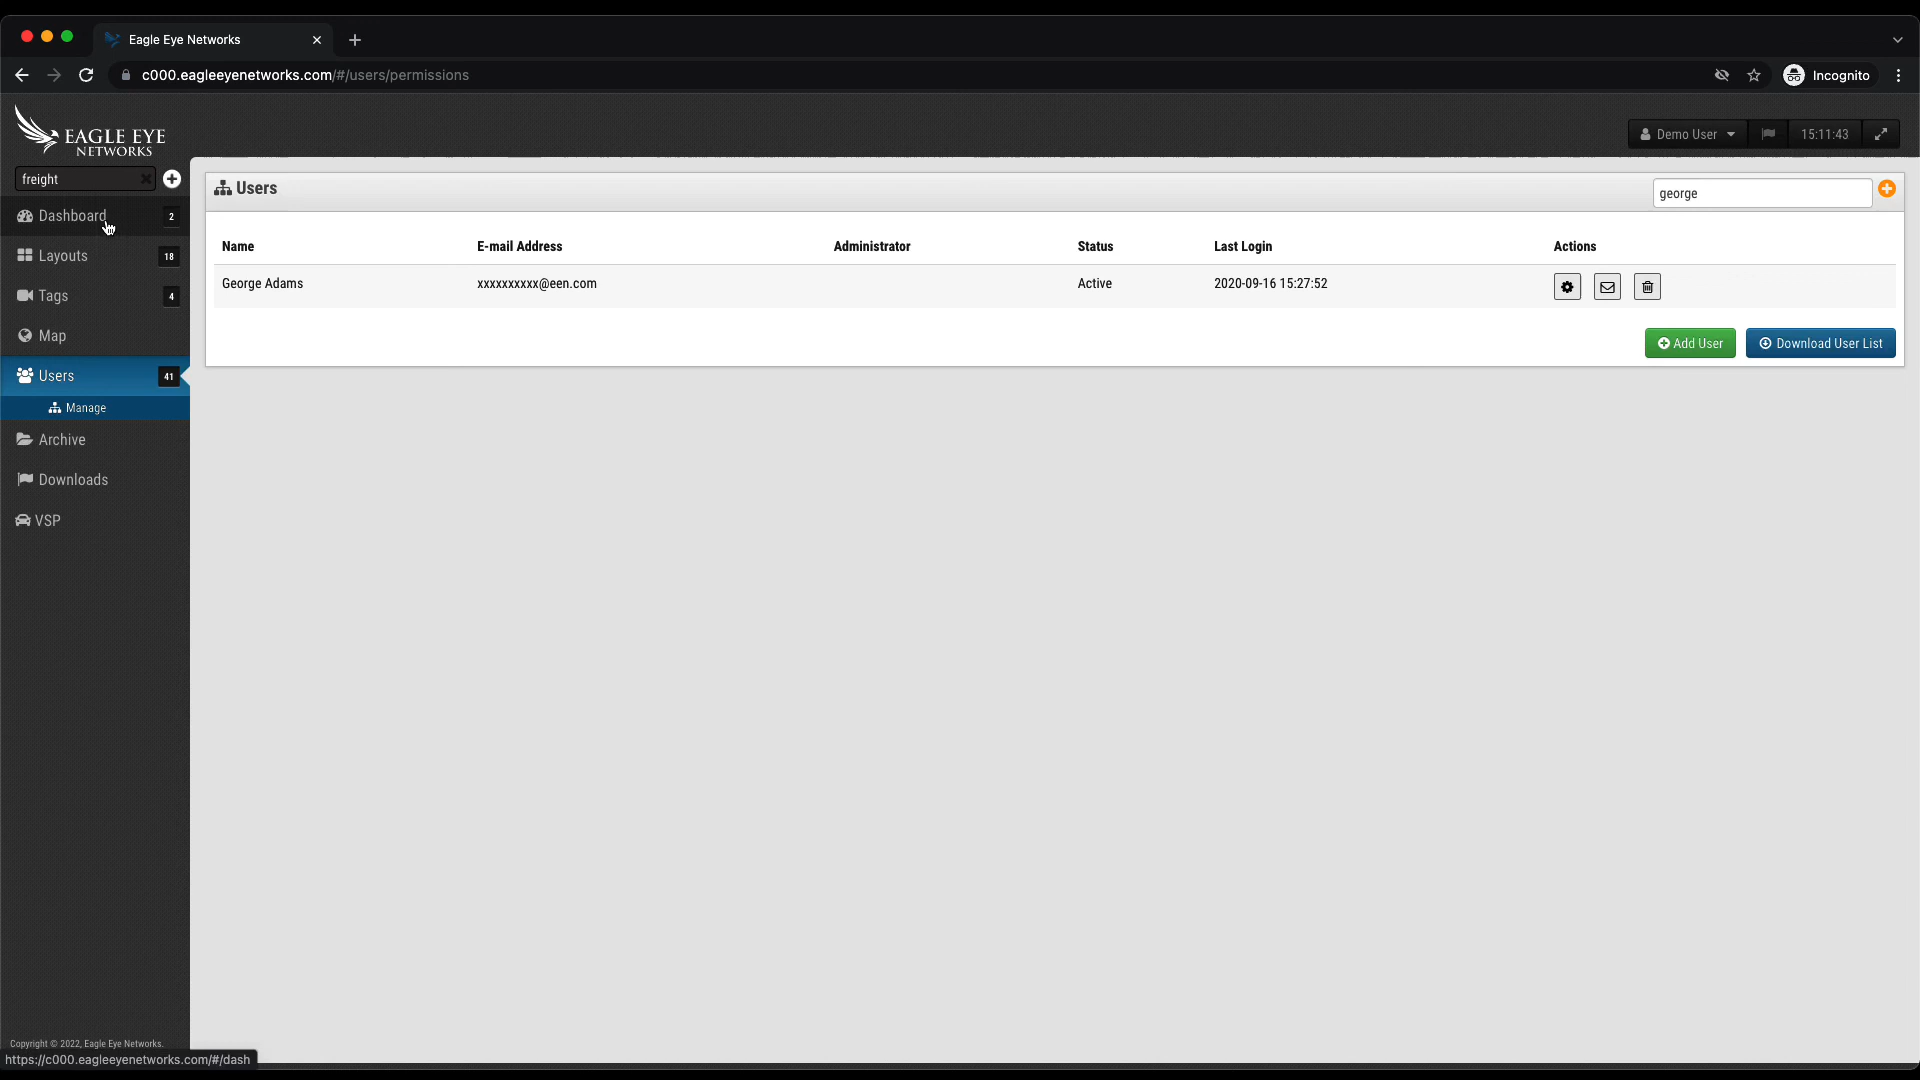 Eagle Eye Networks
c000.eagleeyenetworks.com/#/users/permissions
Incognito
EAGLE EYE
NETWORKS
Demo User
15:11:43
freight
Users
george
Dashboard 2
Layouts 18
Tags 4
Map
Users 41
Manage
Archive
Downloads
VSP
Name E-mail Address Administrator Status Last Login Actions
George Adams xxxxxxxxxx@een.com Active 2020-09-16 15:27:52
Add User Download User List
Copyright © 2022, Eagle Eye Networks.
https://c000.eagleeyenetworks.com/#/dash